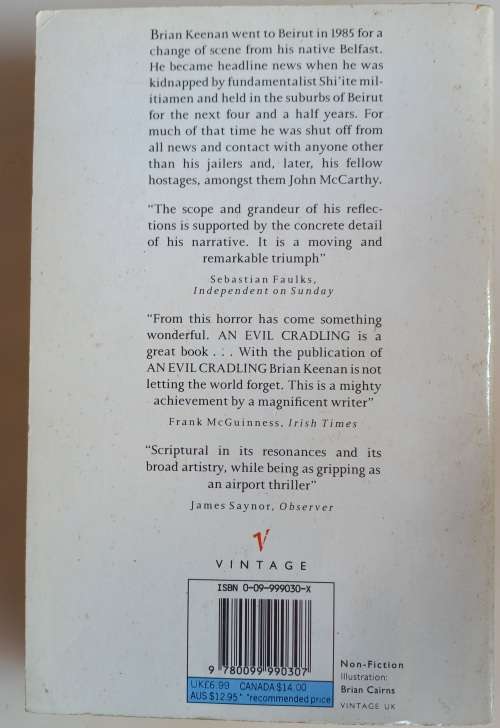 Brian Keenan went to Beirut in 1985 for a
change of scene from his native Belfast.
He became headline news when he was
kidnapped by fundamentalist Shi'ite mil-
itiamen and held in the suburbs of Beirut
for the next four and a half years. For
much of that time he was shut off from
all news and contact with anyone other
than his jailers and, later, his fellow
hostages, amongst them John McCarthy.
"The scope and grandeur of his reflec-
tions is supported by the concrete detail
of his narrative. It is a moving and
remarkable triumph"
Sebastian Faulks,
Independent on Sunday
"From this horror has come something
wonderful. AN EVIL CRADLING is a
great book . . . With the publication of
AN EVIL CRADLING Brian Keenan is not
letting the world forget. This is a mighty
achievement by a magnificent writer"
Frank McGuinness, Irish Times
"Scriptural in its resonances and its
broad artistry, while being as gripping as
an airport thriller"
James Saynor, Observer
V
VINTAGE
ISBN 0-09-999030-X
9 780099 990307
UK£6.99 CANADA $14.00
AUS $12.95* *recommended price
Non-Fiction
Illustration:
Brian Cairns
VINTAGE UK